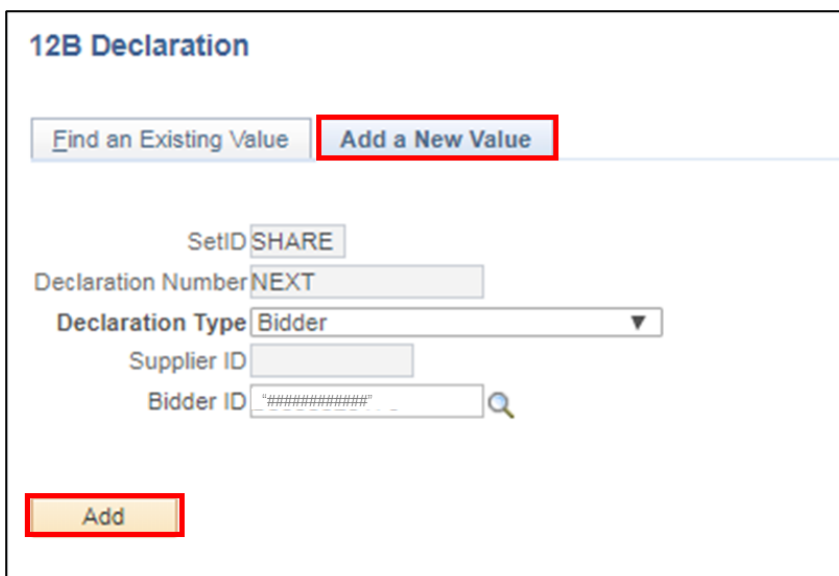 12B Declaration
Find an Existing Value Add a New Value
SetID SHARE
Declaration Number NEXT
Declaration Type Bidder
Supplier ID
Bidder ID "############"
Add